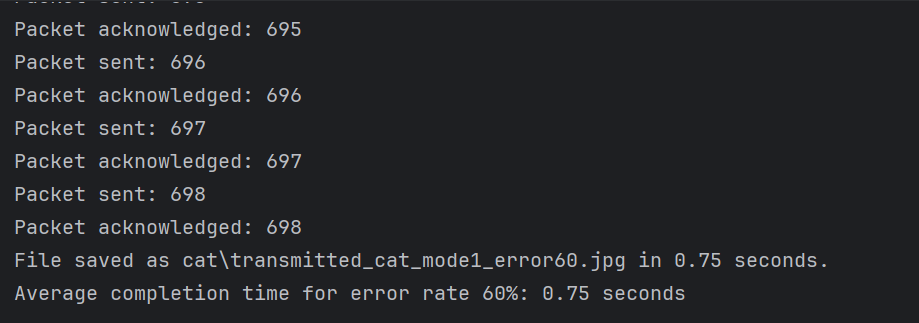 Packet acknowledged: 695
Packet sent: 696
Packet acknowledged: 696
Packet sent: 697
Packet acknowledged: 697
Packet sent: 698
Packet acknowledged: 698
File saved as cat\transmitted_cat_mode1_error60.jpg in 0.75 seconds.
Average completion time for error rate 60%: 0.75 seconds